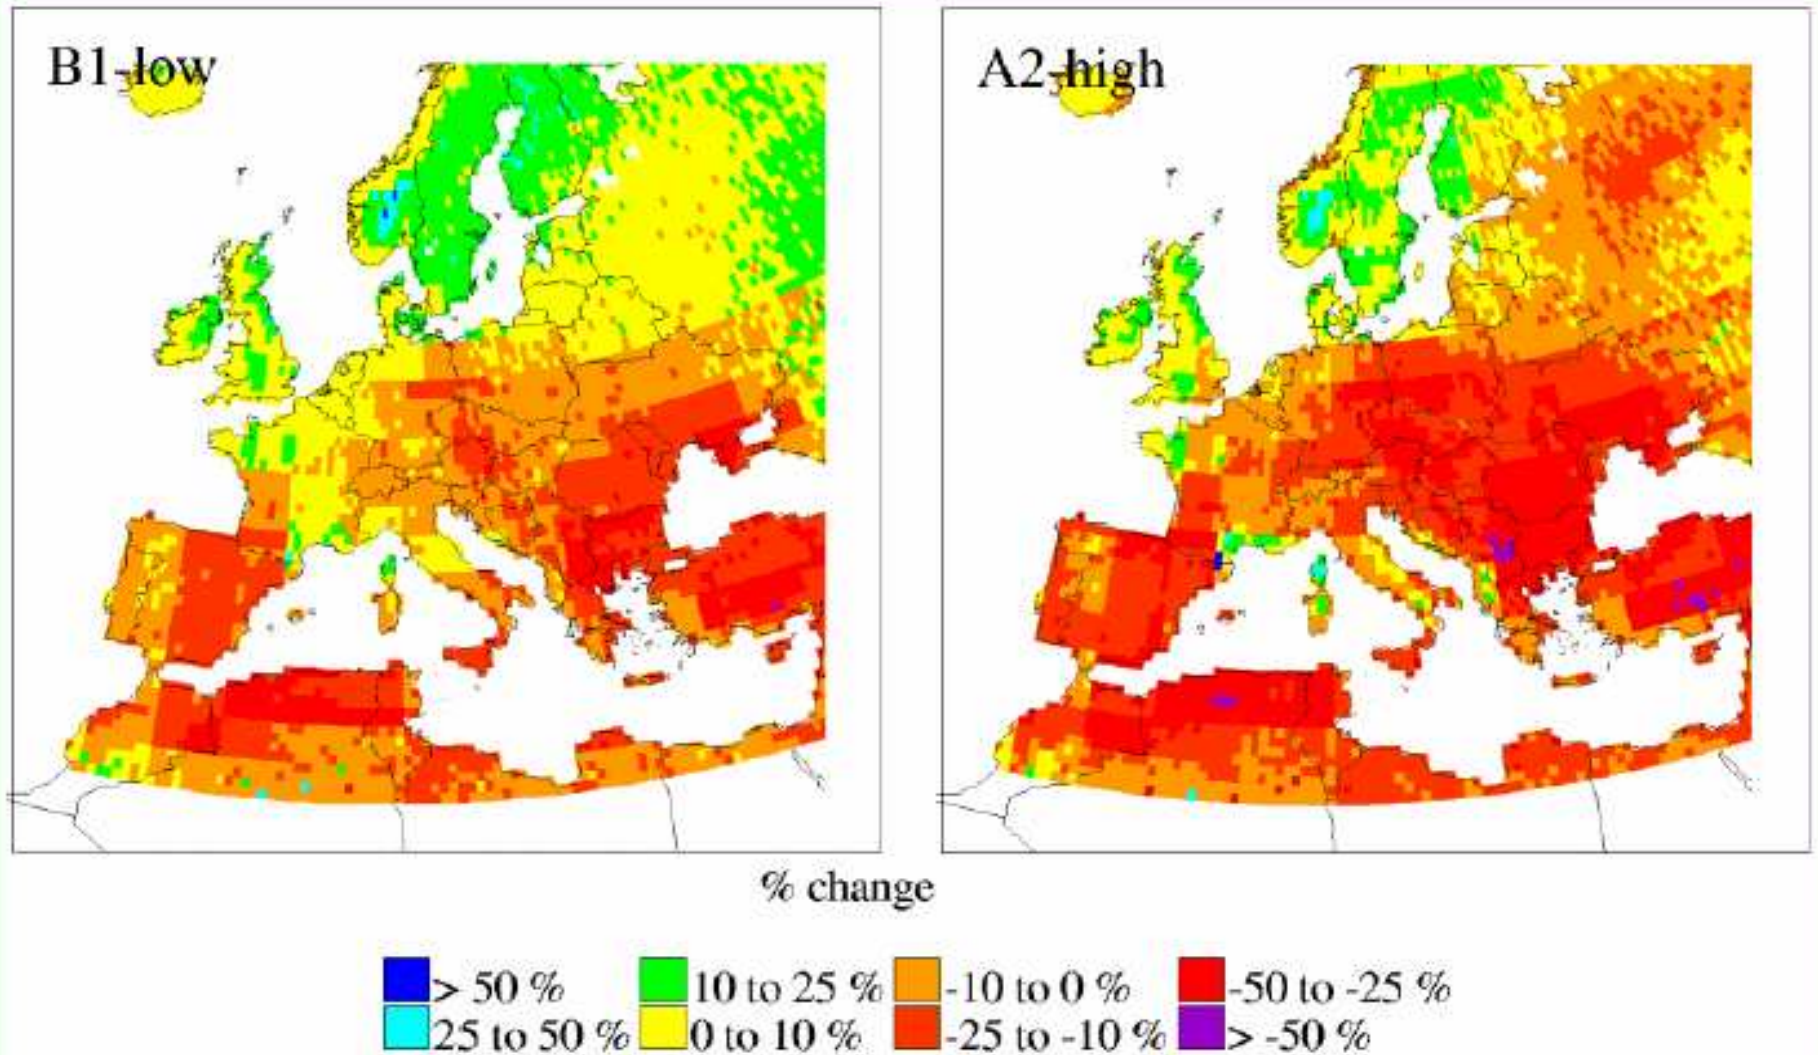 B1-low
A2-high
% change
> 50 %
10 to 25 %
-10 to 0 %
-50 to -25 %
25 to 50 %
0 to 10 %
-25 to -10 %
> -50 %